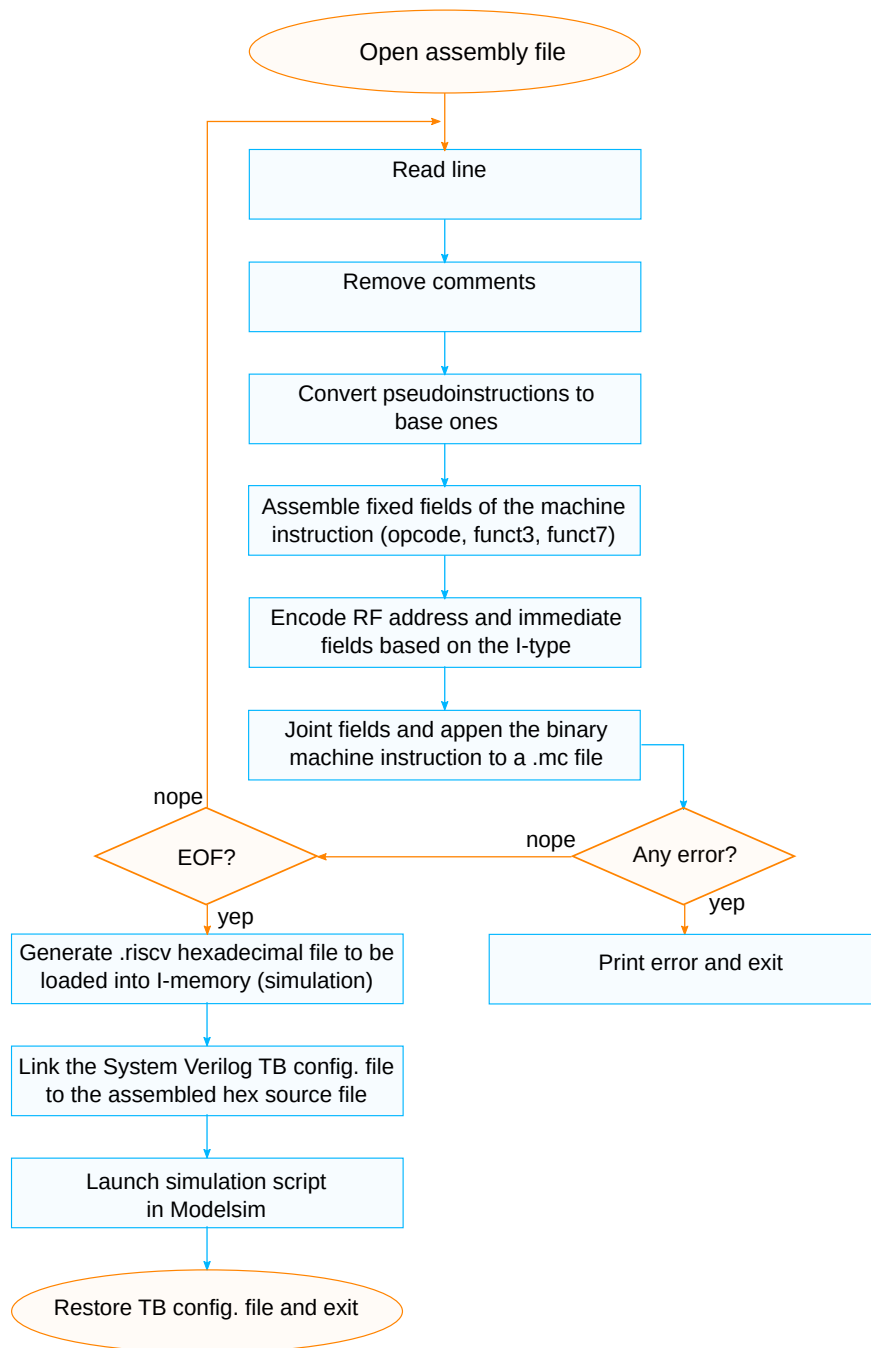 Open assembly file
Read line
Remove comments
Convert pseudoinstructions to
base ones
Assemble fixed fields of the machine
instruction (opcode, funct3, funct7)
Encode RF address and immediate
fields based on the I-type
Joint fields and appen the binary
machine instruction to a .mc file
nope
EOF?
nope
Any error?
yep
yep
Generate .riscv hexadecimal file to be
loaded into I-memory (simulation)
Print error and exit
Link the System Verilog TB config. file
to the assembled hex source file
Launch simulation script
in Modelsim
Restore TB config. file and exit